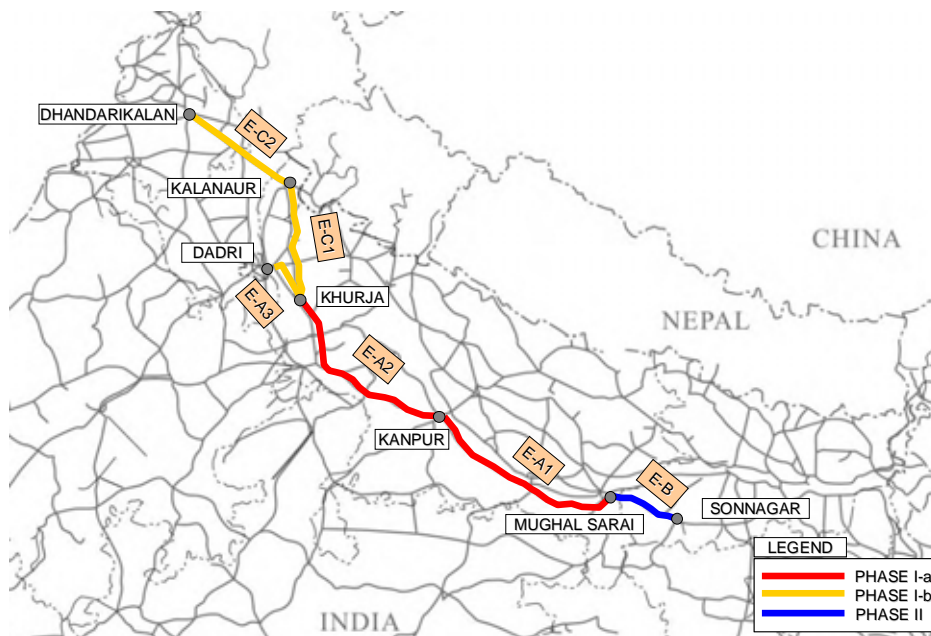 DHANDARIKALAN
E-C2
KALANAUR
E-C1
DADRI
CHINA
E-A3
KHURJA
NEPAL
E-A2
KANPUR
E-A1
E-B
SONNAGAR
MUGHAL SARAI
LEGEND
PHASE I-a
PHASE I-b
PHASE II
INDIA